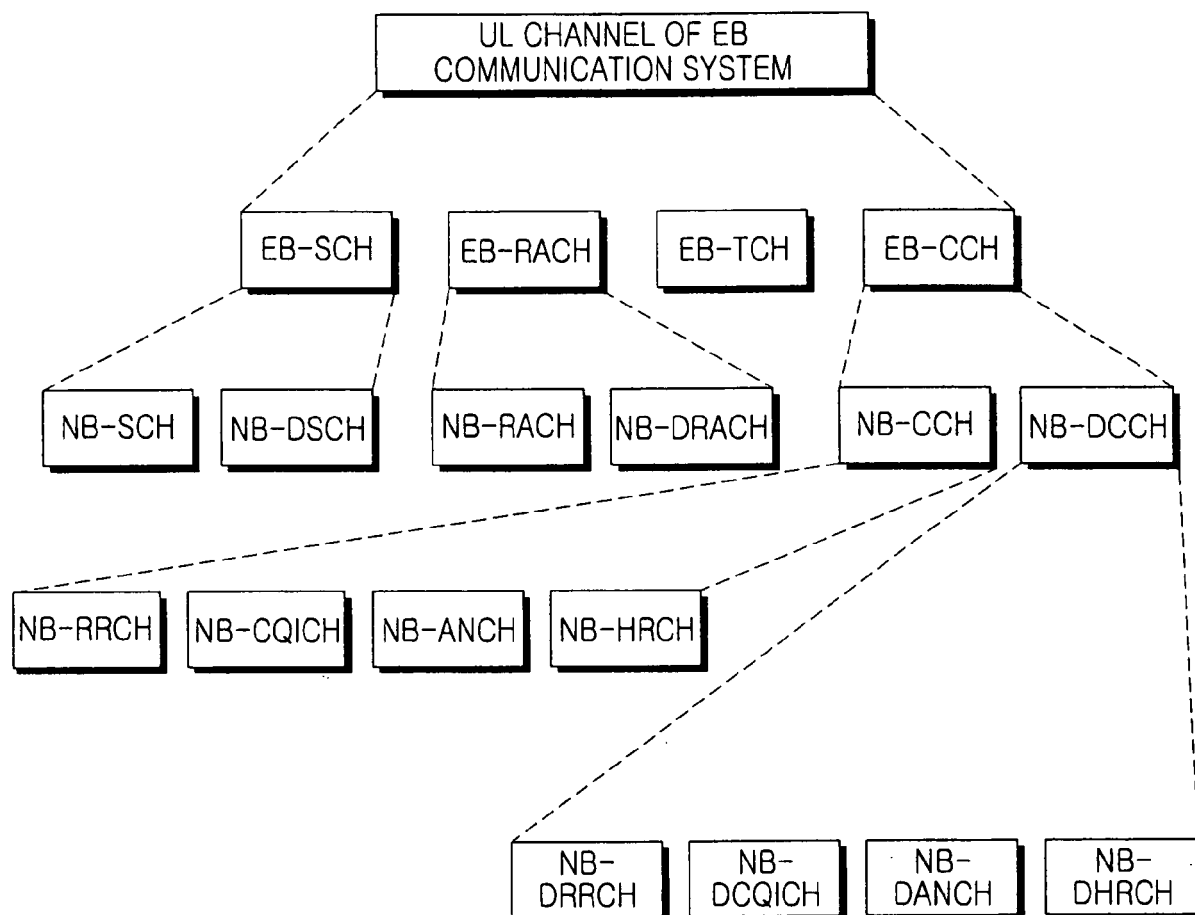 UL CHANNEL OF EB
COMMUNICATION SYSTEM
EB-SCH
EB-RACH
EB-TCH
EB-CCH
NB-SCH
NB-DSCH
NB-RACH
NB-DRACH
NB-CCH
NB-DCCH
NB-RRCH
NB-CQICH
NB-ANCH
NB-HRCH
NB-
DRRCH
NB-
DCQICH
NB-
DANCH
NB-
DHRCH